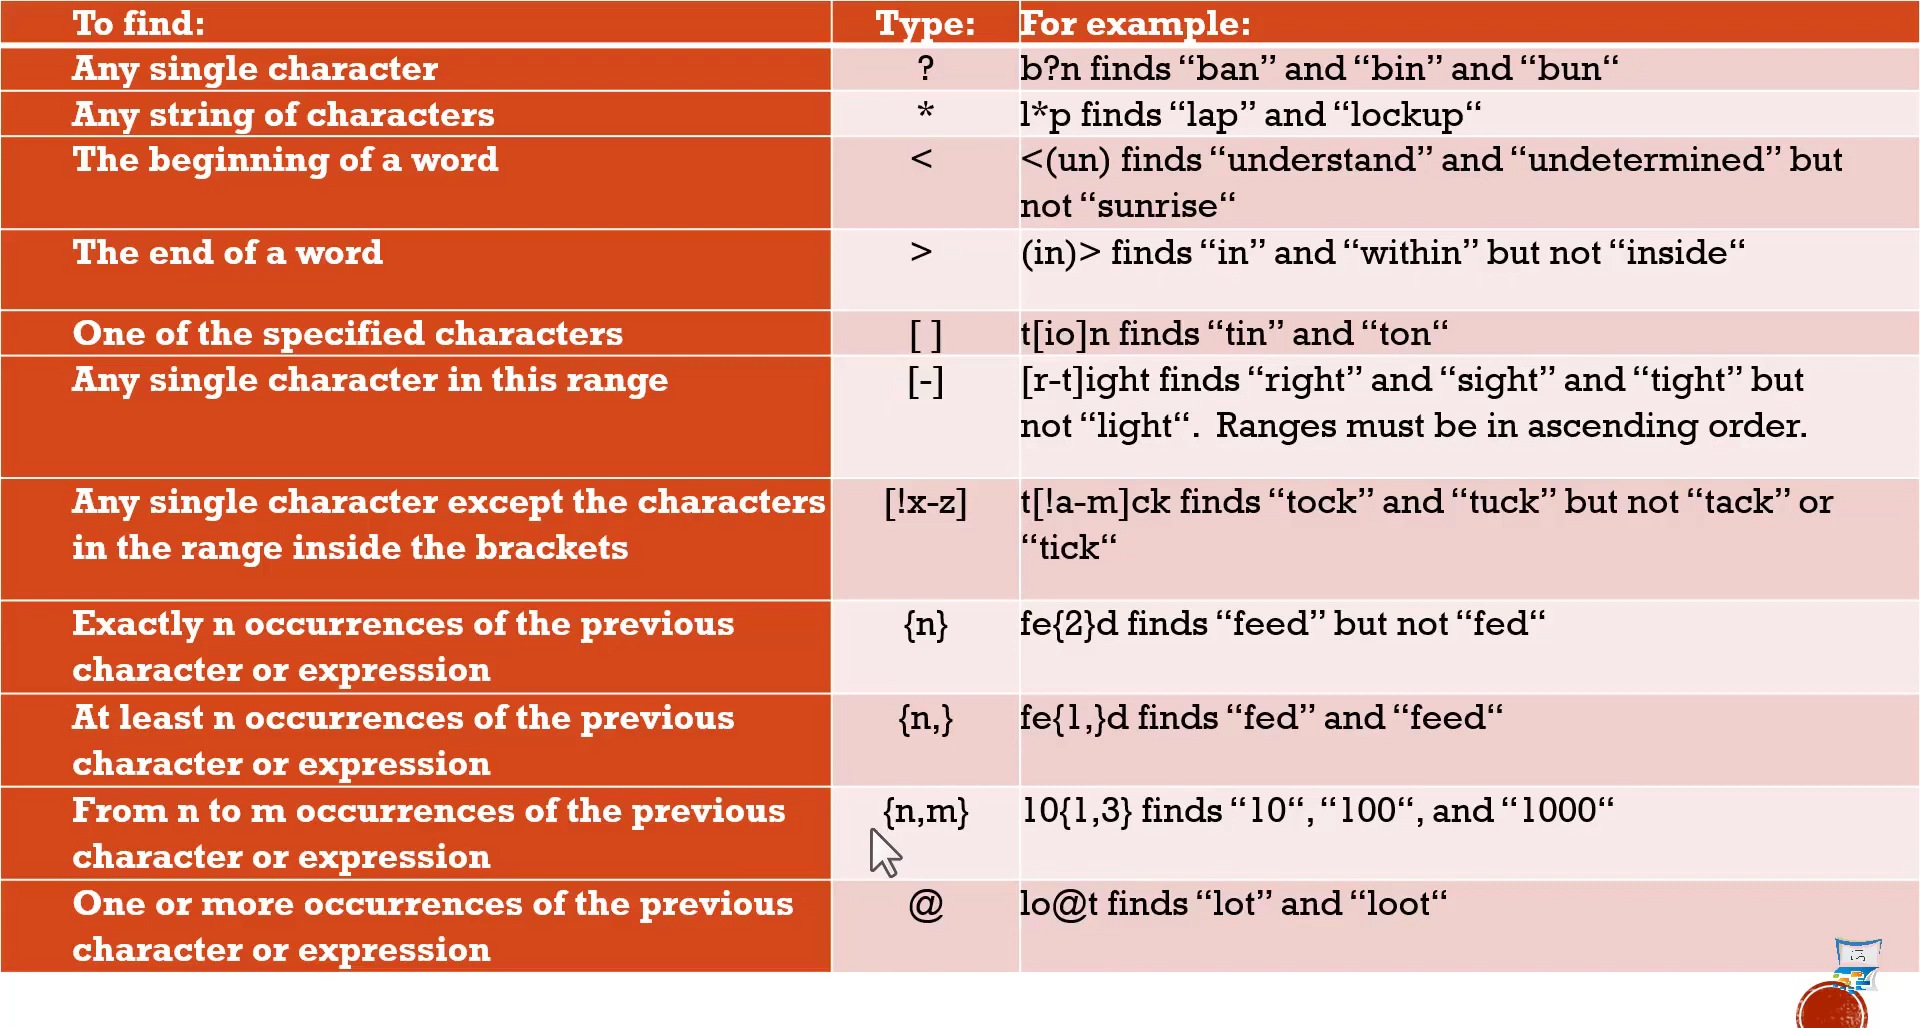 To find: Type: For example:
Any single character ? b?n finds “ban” and “bin” and “bun“
Any string of characters * l*p finds “lap” and “lockup“
The beginning of a word < <(un) finds “understand” and “undetermined” but
not “sunrise“
The end of a word > (in)> finds “in” and “within” but not “inside“
One of the specified characters [ ] t[io]n finds “tin” and “ton“
Any single character in this range [-] [r-t]ight finds “right” and “sight” and “tight” but
not “light“. Ranges must be in ascending order.
Any single character except the characters [!x-z] t[!a-m]ck finds “tock” and “tuck” but not “tack” or
in the range inside the brackets “tick“
Exactly n occurrences of the previous {n} fe{2}d finds “feed” but not “fed“
character or expression
At least n occurrences of the previous {n,} fe{1,}d finds “fed” and “feed“
character or expression
From n to m occurrences of the previous {n,m} 10{1,3} finds “10“, “100“, and “1000“
character or expression
One or more occurrences of the previous @ lo@t finds “lot” and “loot“
character or expression